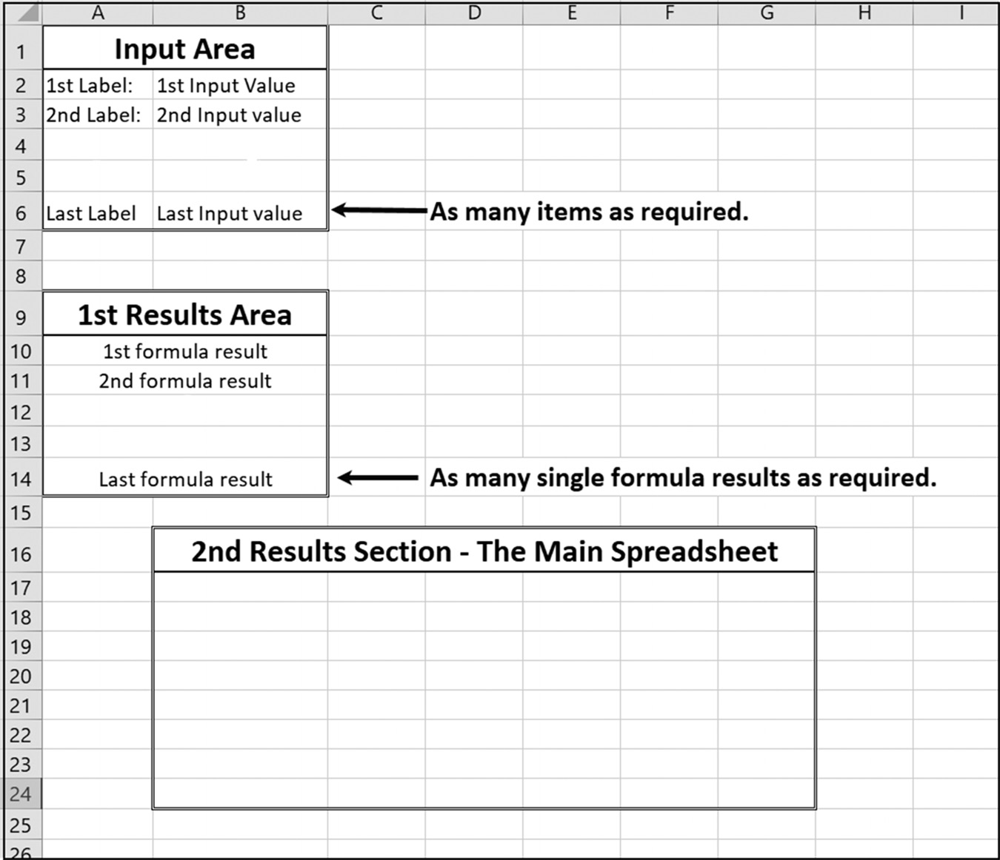 A B C D E F G H I
1 Input Area
2 1st Label: 1st Input Value
3 2nd Label: 2nd Input value
4
5
6 Last Label Last Input value As many items as required.
7
8
9 1st Results Area
10 1st formula result
11 2nd formula result
12
13
14 Last formula result As many single formula results as required.
15
16 2nd Results Section - The Main Spreadsheet
17
18
19
20
21
22
23
24
25
26